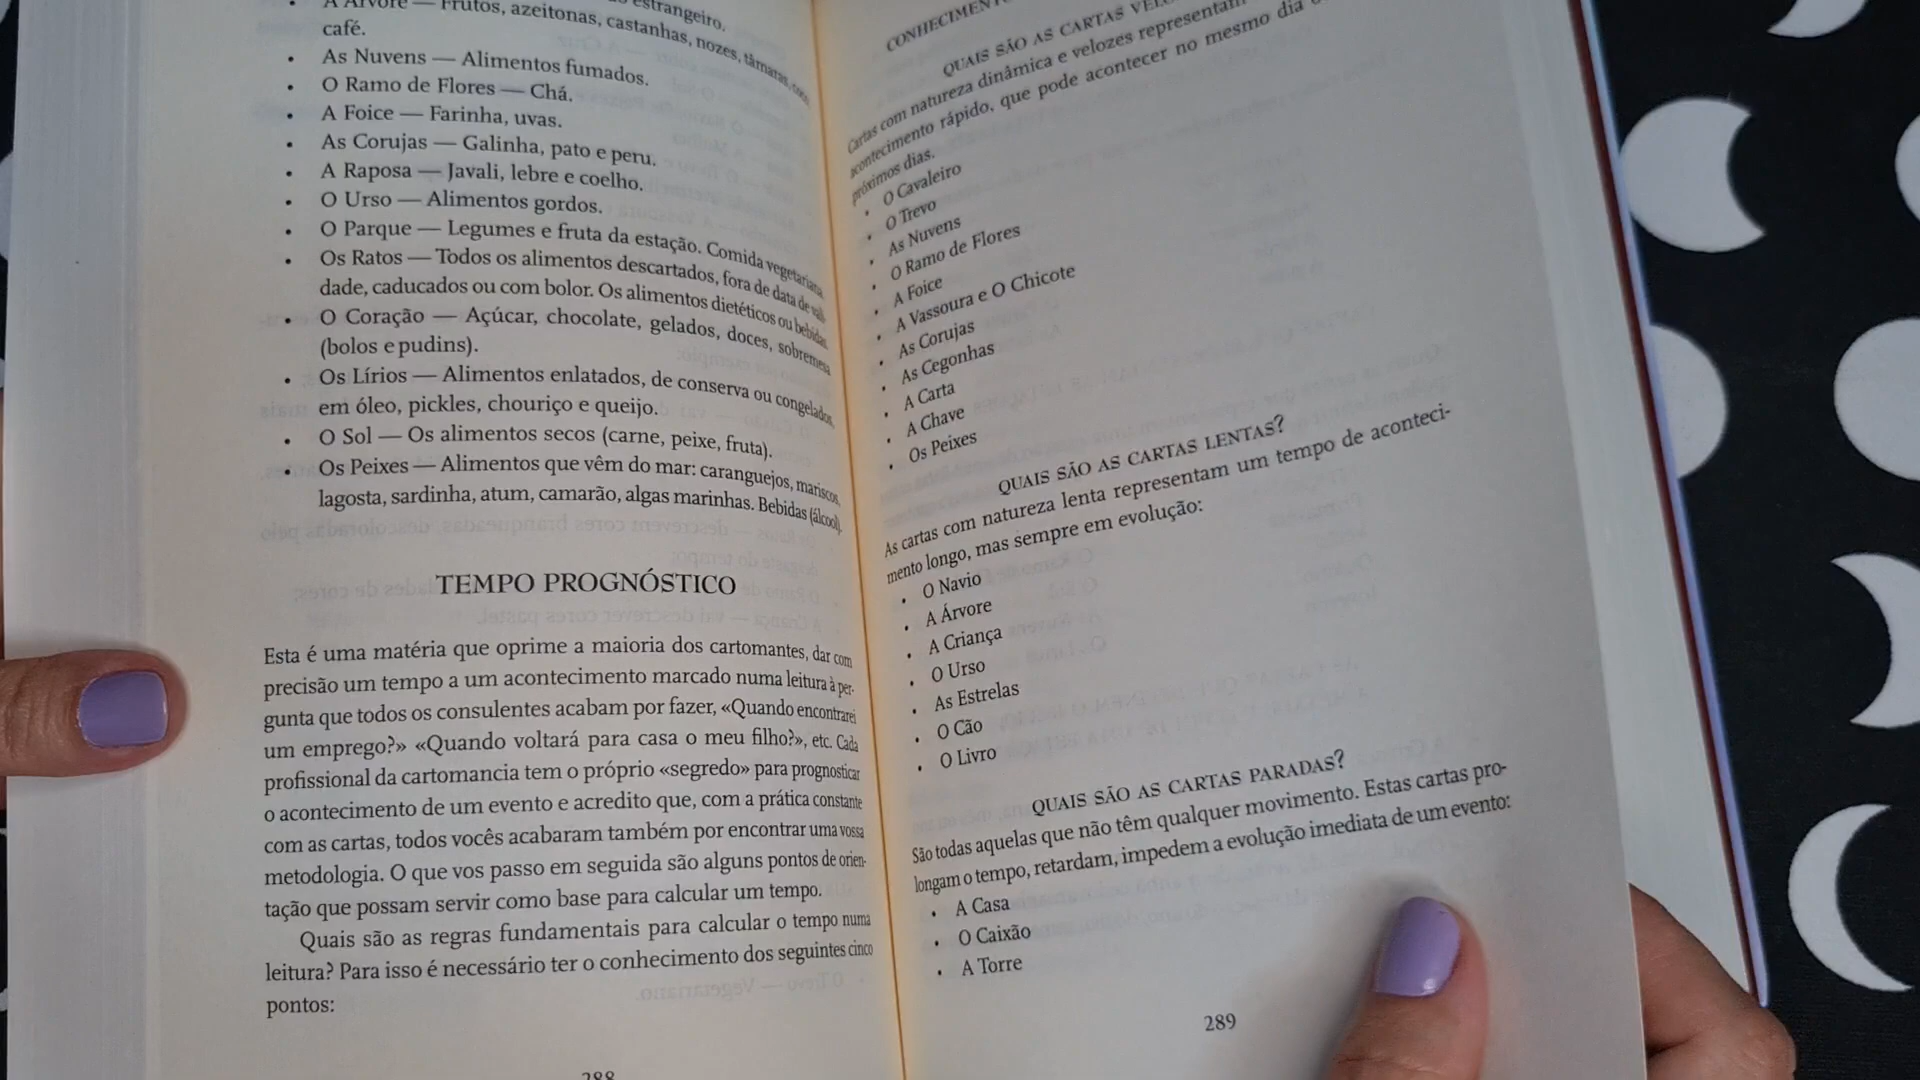 A Árvore — Frutos, azeitonas, castanhas, nozes, tâmaras, coco
estrangeiro.
café.
• As Nuvens — Alimentos fumados.
• O Ramo de Flores — Chá.
• A Foice — Farinha, uvas.
• As Corujas — Galinha, pato e peru.
• A Raposa — Javali, lebre e coelho.
• O Urso — Alimentos gordos.
• O Parque — Legumes e fruta da estação. Comida vegetariana.
• Os Ratos — Todos os alimentos descartados, fora de data de vali-
dade, caducados ou com bolor. Os alimentos dietéticos ou bebidas.
• O Coração — Açúcar, chocolate, gelados, doces, sobremesa
(bolos e pudins).
• Os Lírios — Alimentos enlatados, de conserva ou congelados,
em óleo, pickles, chouriço e queijo.
• O Sol — Os alimentos secos (carne, peixe, fruta).
• Os Peixes — Alimentos que vêm do mar: caranguejos, mariscos,
lagosta, sardinha, atum, camarão, algas marinhas. Bebidas (álcool).
TEMPO PROGNÓSTICO
Esta é uma matéria que oprime a maioria dos cartomantes, dar com
precisão um tempo a um acontecimento marcado numa leitura à per-
gunta que todos os consulentes acabam por fazer, «Quando encontrarei
um emprego?» «Quando voltará para casa o meu filho?», etc. Cada
profissional da cartomancia tem o próprio «segredo» para prognosticar
o acontecimento de um evento e acredito que, com a prática constante
com as cartas, todos vocês acabaram também por encontrar uma vossa
metodologia. O que vos passo em seguida são alguns pontos de orien-
tação que possam servir como base para calcular um tempo.
Quais são as regras fundamentais para calcular o tempo numa
leitura? Para isso é necessário ter o conhecimento dos seguintes cinco
pontos:
288
QUAIS SÃO AS CARTAS
Cartas com natureza dinâmica e velozes representam
acontecimento rápido, que pode acontecer no mesmo dia
próximos dias.
• O Cavaleiro
• O Trevo
• As Nuvens
• O Ramo de Flores
• A Foice
• A Vassoura e O Chicote
• As Corujas
• As Cegonhas
• A Carta
• A Chave
• Os Peixes
QUAIS SÃO AS CARTAS LENTAS?
As cartas com natureza lenta representam um tempo de aconteci-
mento longo, mas sempre em evolução:
• O Navio
• A Árvore
• A Criança
• O Urso
• As Estrelas
• O Cão
• O Livro
QUAIS SÃO AS CARTAS PARADAS?
São todas aquelas que não têm qualquer movimento. Estas cartas pro-
longam o tempo, retardam, impedem a evolução imediata de um evento:
• A Casa
• O Caixão
• A Torre
289